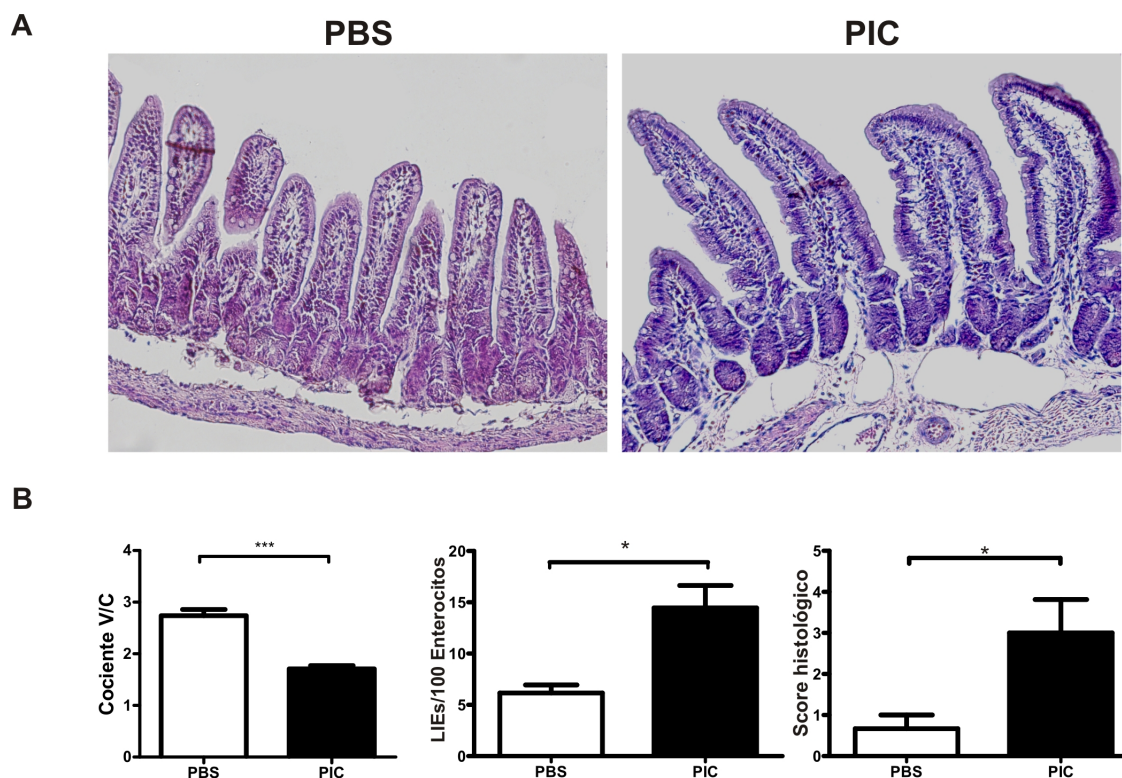 A
PBS
PIC
B
Cociente V/C
4
3
2
1
0
***
PBS
PIC
LIEs/100 Enterocitos
20
15
10
5
0
*
PBS
PIC
Score histológico
5
4
3
2
1
0
*
PBS
PIC